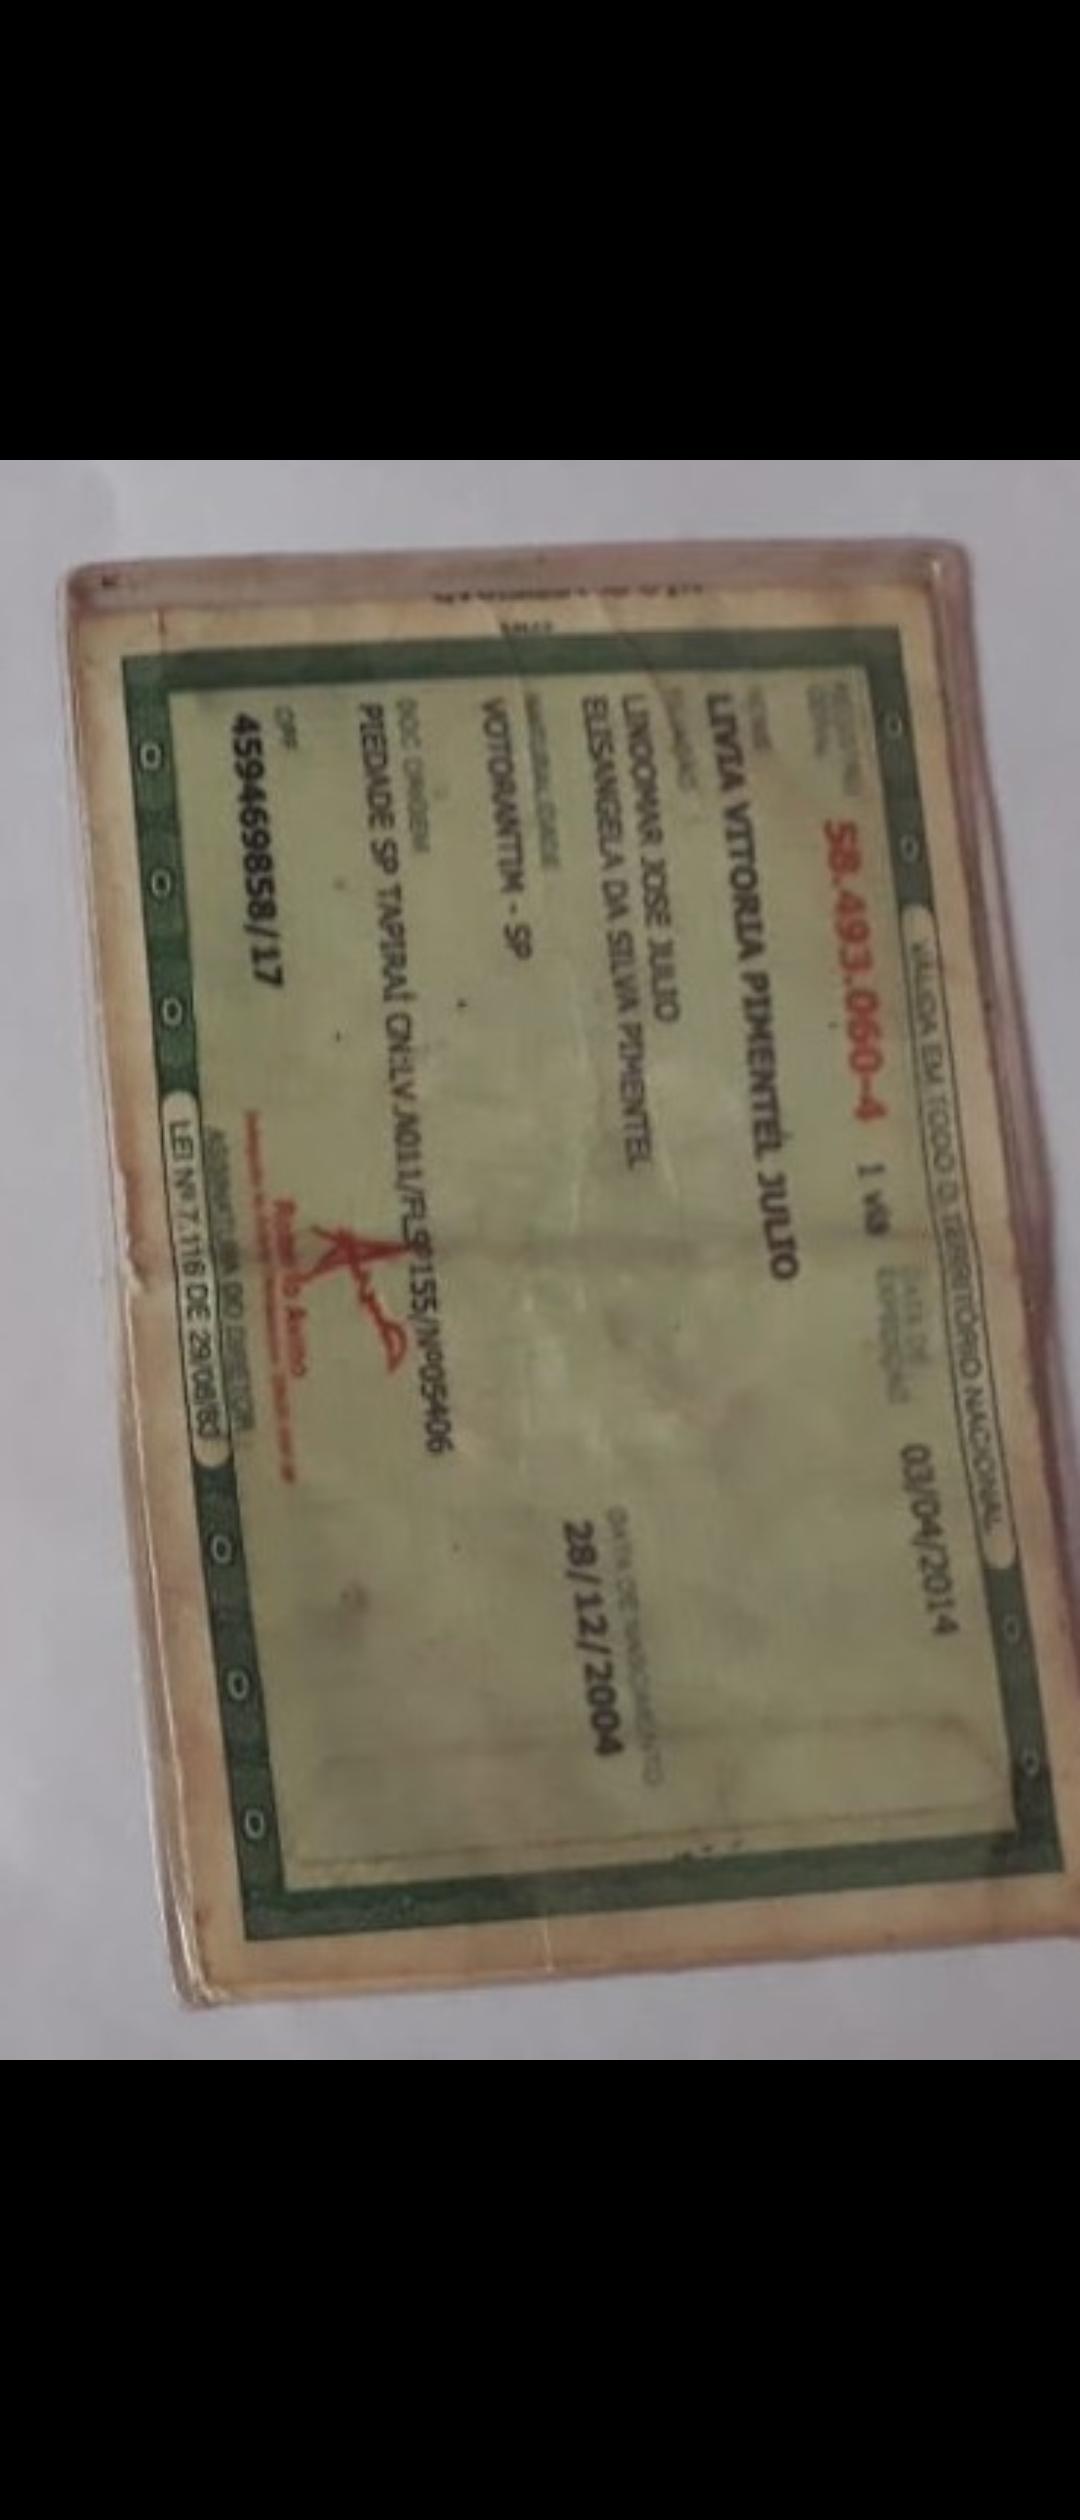 VÁLIDA EM TODO O TERRITÓRIO NACIONAL
REGISTRO GERAL 58.493.060-4 1 via DATA DE EXPEDIÇÃO 03/04/2014
NOME
LIVIA VITORIA PIMENTEL JULIO
FILIAÇÃO
LINDOMAR JOSE JULIO
ELISANGELA DA SILVA PIMENTEL
NATURALIDADE DATA DE NASCIMENTO
VOTORANTIM - SP 28/12/2004
DOC ORIGEM
PIEDADE SP TAPIRAÍ CN:LV.A011/FLS155/Nº05406
CPF
459469858/17
ASSINATURA DO DIRETOR
LEI Nº 7.116 DE 29/08/83